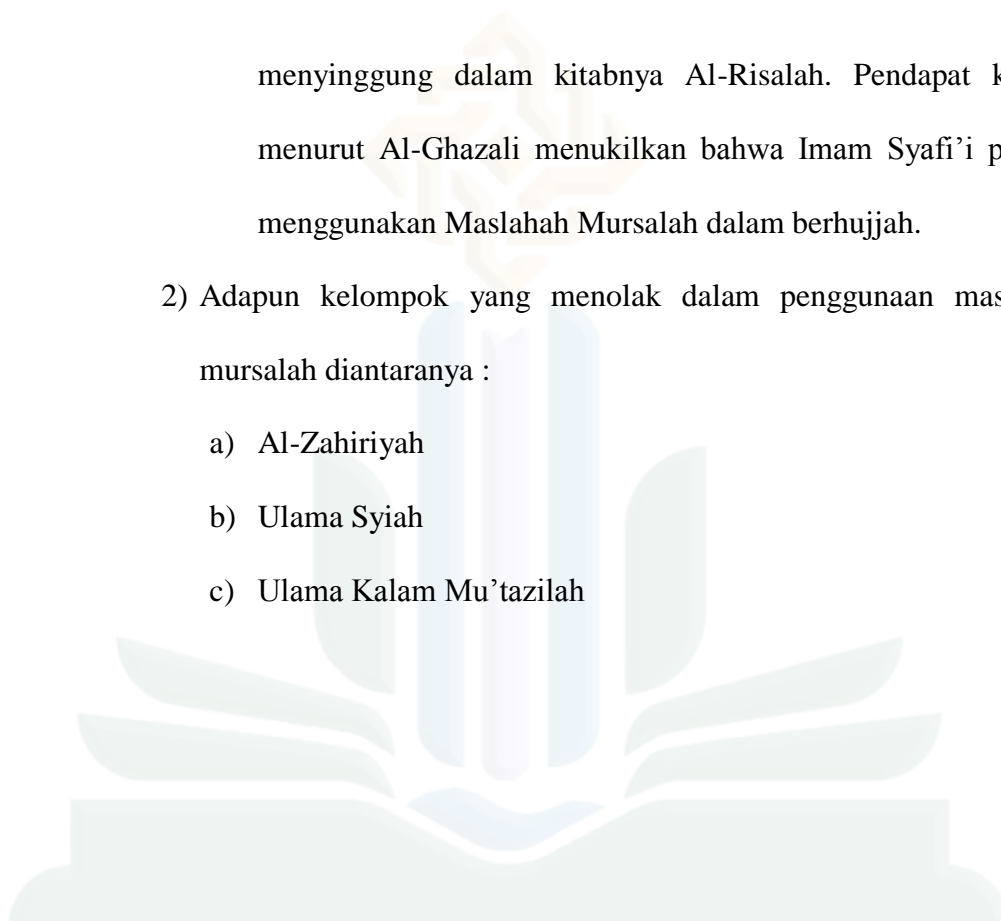 menyinggung dalam kitabnya Al-Risalah. Pendapat
menurut Al-Ghazali menukilkan bahwa Imam Syafi’i
menggunakan Maslahah Mursalah dalam berhujjah.
2) Adapun kelompok yang menolak dalam penggunaan
mursalah diantaranya :
a) Al-Zahiriyah
b) Ulama Syiah
c) Ulama Kalam Mu’tazilah